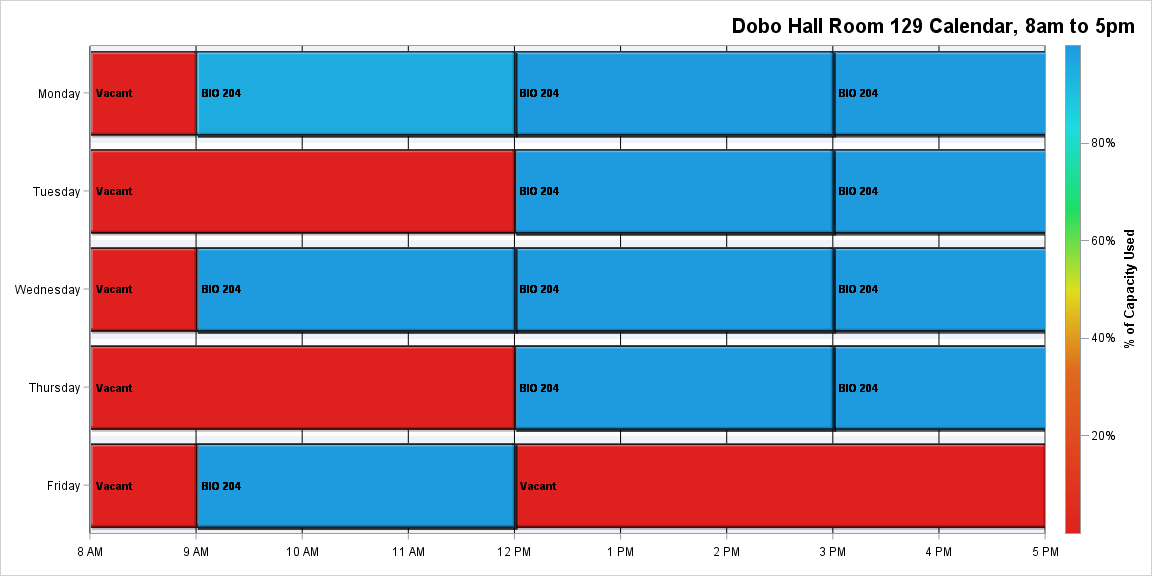 Dobo Hall Room 129 Calendar, 8am to 5pm
Monday Vacant BIO 204 BIO 204 BIO 204
Tuesday Vacant BIO 204 BIO 204
Wednesday Vacant BIO 204 BIO 204 BIO 204
Thursday Vacant BIO 204 BIO 204
Friday Vacant BIO 204 Vacant
8 AM 9 AM 10 AM 11 AM 12 PM 1 PM 2 PM 3 PM 4 PM 5 PM
80%
60%
40%
20%
% of Capacity Used